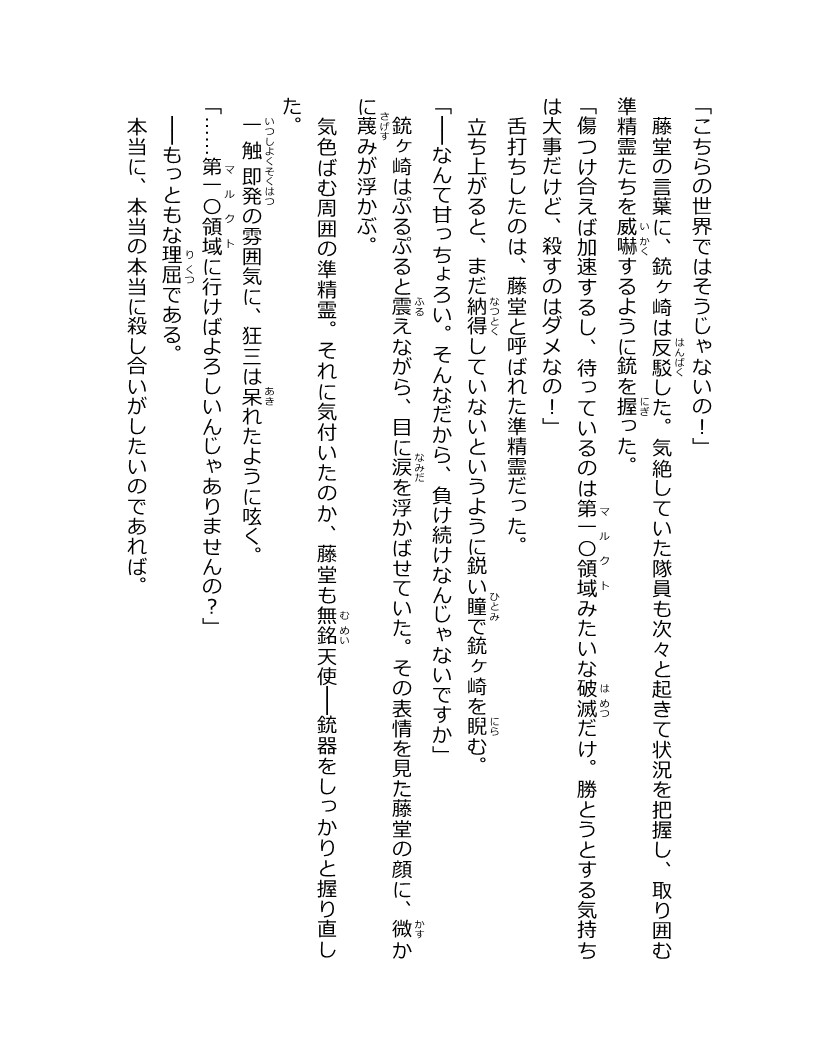 「こちらの世界ではそうじゃないの！」
藤堂の言葉に、銃ヶ崎は反駁した。気絶していた隊員も次々と起きて状況を把握し、取り囲む
準精霊たちを威嚇するように銃を握った。
「傷つけ合えば加速するし、待っているのは第一〇領域みたいな破滅だけ。勝とうとする気持ち
は大事だけど、殺すのはダメなの！」
舌打ちしたのは、藤堂と呼ばれた準精霊だった。
立ち上がると、まだ納得していないというように鋭い瞳で銃ヶ崎を睨む。
「――なんて甘っちょろい。そんなだから、負け続けなんじゃないですか」
銃ヶ崎はぷるぷると震えながら、目に涙を浮かばせていた。その表情を見た藤堂の顔に、微か
に蔑みが浮かぶ。
気色ばむ周囲の準精霊。それに気付いたのか、藤堂も無銘天使――銃器をしっかりと握り直し
た。
一触即発の雰囲気に、狂三は呆れたように呟く。
「……第一〇領域に行けばよろしいんじゃありませんの？」
――もっともな理屈である。
本当に、本当の本当に殺し合いがしたいのであれば。